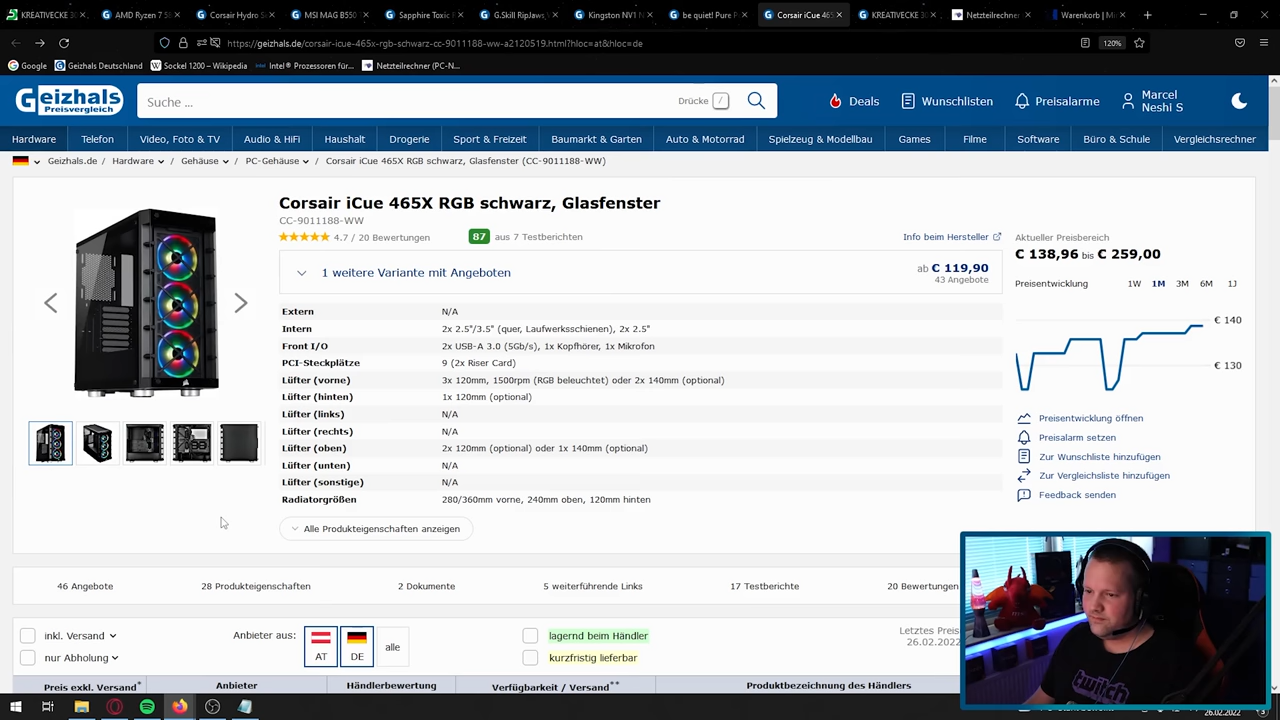 KREATIVECKE 3
AMD Ryzen 7 58
Corsair Hydro S
MSI MAG B550
Sapphire Toxic
G.Skill RipJaws
Kingston NV1 N
be quiet! Pure P
Corsair iCue 465
KREATIVECKE 30
Netzteilrechner
Warenkorb | Mi
https://geizhals.de/corsair-icue-465x-rgb-schwarz-cc-9011188-ww-a2120519.html?hloc=at&hloc=de
120%
Google
Geizhals Deutschland
Sockel 1200 – Wikipedia
Intel® Prozessoren für...
Netzteilrechner (PC-N...
Geizhals
Preisvergleich
Suche ...
Drücke /
Deals
Wunschlisten
Preisalarme
Marcel
Neshl S
Hardware
Telefon
Video, Foto & TV
Audio & HiFi
Haushalt
Drogerie
Sport & Freizeit
Baumarkt & Garten
Auto & Motorrad
Spielzeug & Modellbau
Games
Filme
Software
Büro & Schule
Vergleichsrechner
Geizhals.de / Hardware / Gehäuse / PC-Gehäuse / Corsair iCue 465X RGB schwarz, Glasfenster (CC-9011188-WW)
Corsair iCue 465X RGB schwarz, Glasfenster
CC-9011188-WW
4.7 / 20 Bewertungen
87 aus 7 Testberichten
Info beim Hersteller
1 weitere Variante mit Angeboten
ab € 119,90
43 Angebote
Extern N/A
Intern 2x 2.5"/3.5" (quer, Laufwerksschienen), 2x 2.5"
Front I/O 2x USB-A 3.0 (5Gb/s), 1x Kopfhörer, 1x Mikrofon
PCI-Steckplätze 9 (2x Riser Card)
Lüfter (vorne) 3x 120mm, 1500rpm (RGB beleuchtet) oder 2x 140mm (optional)
Lüfter (hinten) 1x 120mm (optional)
Lüfter (links) N/A
Lüfter (rechts) N/A
Lüfter (oben) 2x 120mm (optional) oder 1x 140mm (optional)
Lüfter (unten) N/A
Lüfter (sonstige) N/A
Radiatorgrößen 280/360mm vorne, 240mm oben, 120mm hinten
Alle Produkteigenschaften anzeigen
Aktueller Preisbereich
€ 138,96 bis € 259,00
Preisentwicklung 1W 1M 3M 6M 1J
€ 140
€ 130
Preisentwicklung öffnen
Preisalarm setzen
Zur Wunschliste hinzufügen
Zur Vergleichsliste hinzufügen
Feedback senden
46 Angebote
28 Produkteigenschaften
2 Dokumente
5 weiterführende Links
17 Testberichte
20 Bewertungen
inkl. Versand
nur Abholung
Anbieter aus:
AT
DE
alle
lagernd beim Händler
kurzfristig lieferbar
Letztes Preis
26.02.2022
Preis exkl. Versand*
Anbieter
Händlerbewertung
Verfügbarkeit / Versand**
Produktbezeichnung des Händlers
twitch
26.02.2022